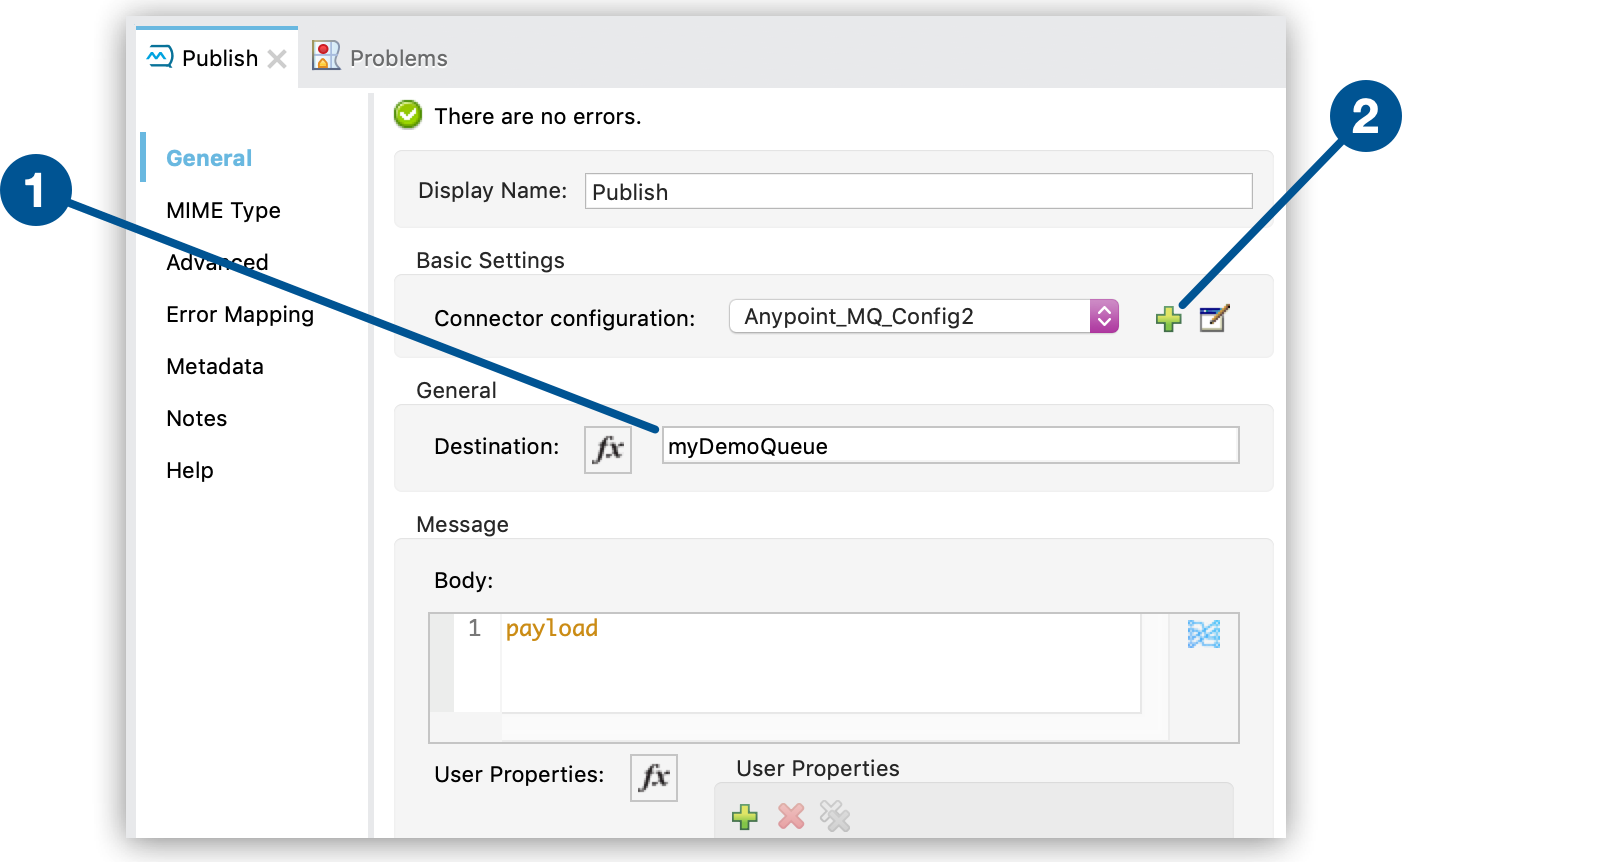 Publish
Problems
There are no errors.
2
General
1
Display Name: Publish
MIME Type
Basic Settings
Advanced
Error Mapping
Connector configuration: Anypoint_MQ_Config2
Metadata
General
Notes
Destination: fx myDemoQueue
Help
Message
Body:
1 payload
User Properties: fx User Properties